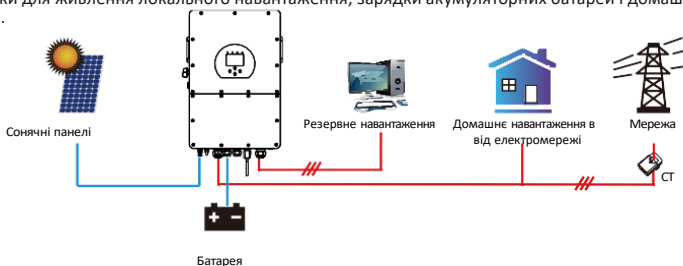 ки для живлення локального навантаження, зарядки акумуляторних батарей і домаш
.
Сонячні панелі
Резервне навантаження
Домашнє навантаження в
від електромережі
Мережа
CT
Батарея